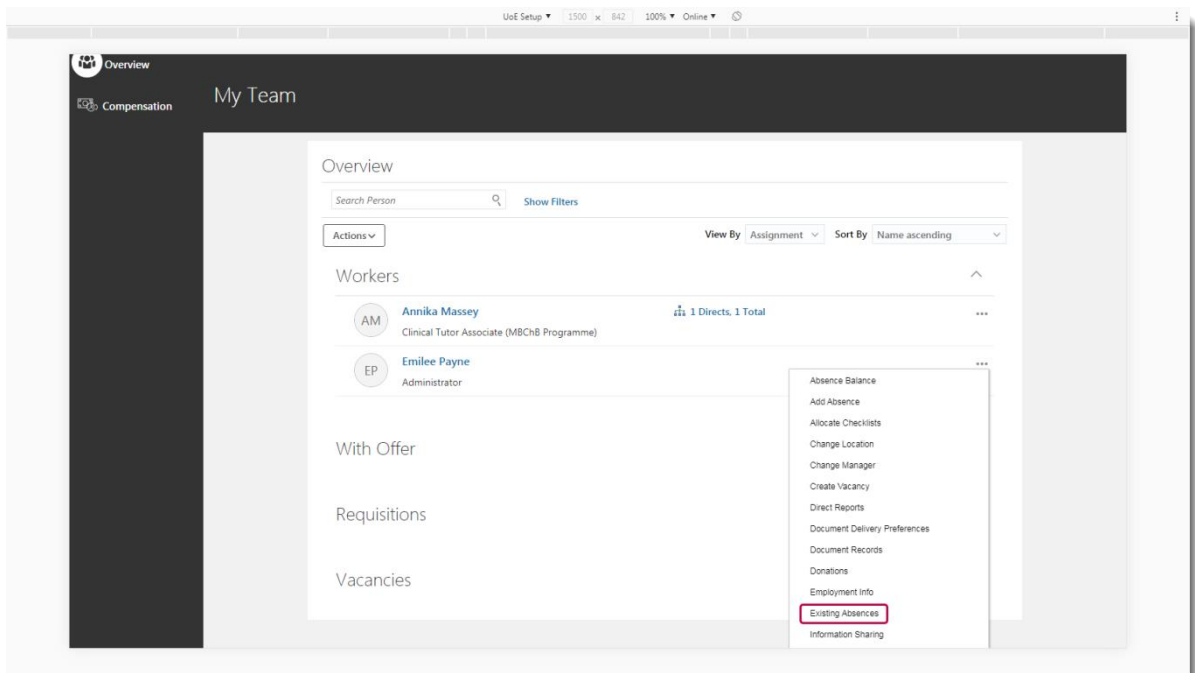 UoE Setup ▼ 1500 x 842 100% ▼ Online ▼
Overview
Compensation
My Team
Overview
Search Person Show Filters
Actions View By Assignment Sort By Name ascending
Workers
AM Annika Massey 1 Directs, 1 Total
Clinical Tutor Associate (MBChB Programme)
EP Emilee Payne
Administrator
Absence Balance
Add Absence
Allocate Checklists
Change Location
Change Manager
Create Vacancy
Direct Reports
Document Delivery Preferences
Document Records
Donations
Employment Info
Existing Absences
Information Sharing
With Offer
Requisitions
Vacancies